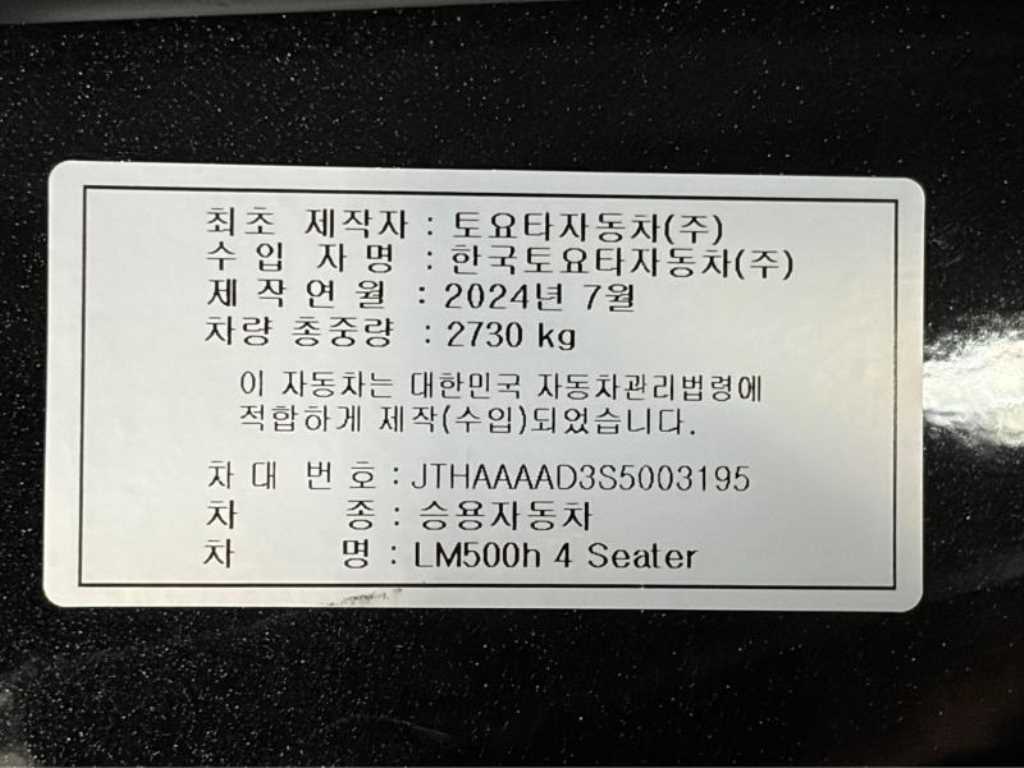 최초 제작자 : 토요타자동차(주)
수입 자명 : 한국토요타자동차(주)
제작연월 : 2024년 7월
차량 총중량 : 2730 kg
이 자동차는 대한민국 자동차관리법령에
적합하게 제작(수입)되었습니다.
차대 번호 : JTHAAAAD3S5003195
차 종 : 승용자동차
차 명 : LM500h 4 Seater